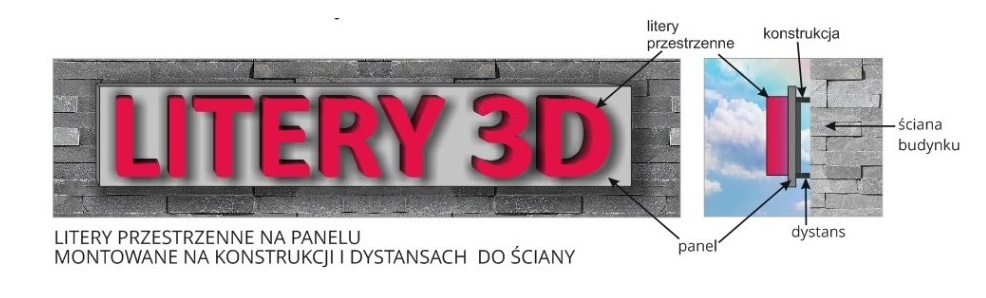 litery
przestrzenne
konstrukcja
LITERY 3D
ściana
budynku
panel
dystans
LITERY PRZESTRZENNE NA PANELU
MONTOWANE NA KONSTRUKCJI I DYSTANSACH DO ŚCIANY